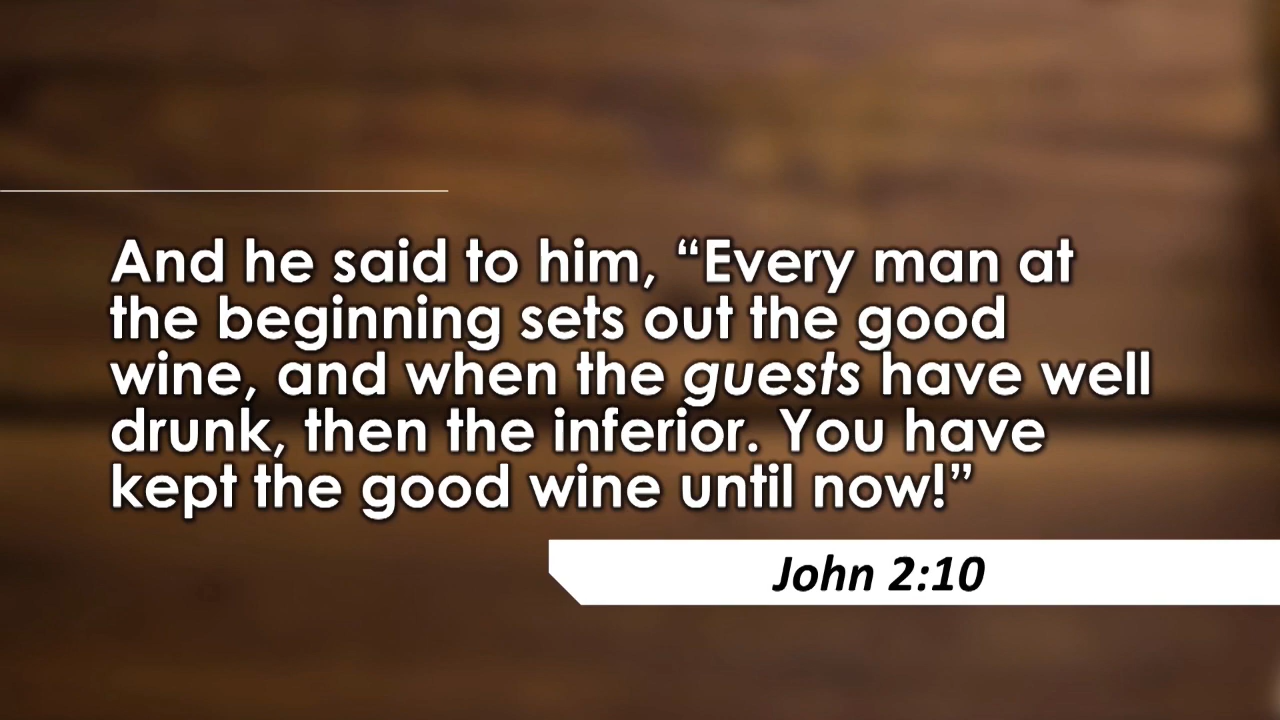 And he said to him, “Every man at
the beginning sets out the good
wine, and when the guests have well
drunk, then the inferior. You have
kept the good wine until now!”
John 2:10